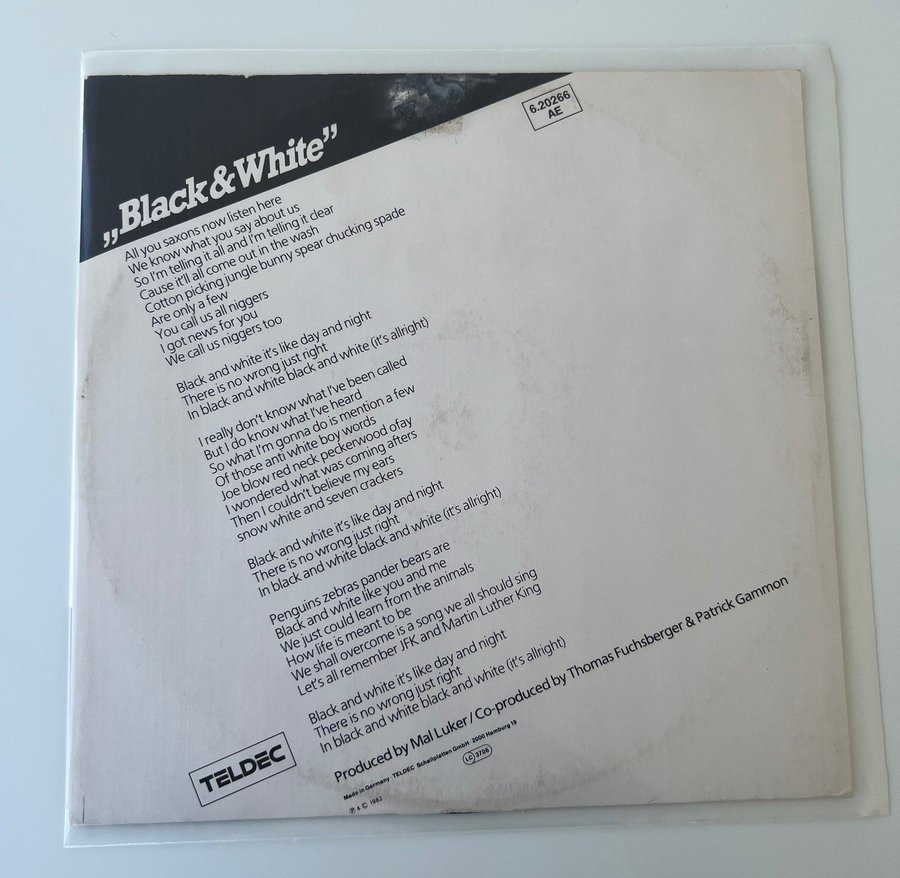 6.20266
AE
„Black & White”
All you saxons now listen here
We know what you say about us
So I'm telling it all and I'm telling it clear
Cause it'll all come out in the wash
Cotton picking jungle bunny spear chucking spade
Are only a few
You call us all niggers
I got news for you
We call us niggers too
Black and white it's like day and night
There is no wrong just right
In black and white black and white (it's allright)
I really don't know what I've been called
But I do know what I've heard
So what I'm gonna do is mention a few
Of those anti white boy words
Joe blow red neck peckerwood ofay
I wondered what was coming afters
Then I couldn't believe my ears
snow white and seven crackers
Black and white it's like day and night
There is no wrong just right
In black and white black and white (it's allright)
Penguins zebras pander bears are
Black and white like you and me
We just could learn from the animals
How life is meant to be
We shall overcome is a song we all should sing
Let's all remember JFK and Martin Luther King
Black and white it's like day and night
There is no wrong just right
In black and white black and white (it's allright)
Produced by Mal Luker / Co-produced by Thomas Fuchsberger & Patrick Gammon
TELDEC
Made in Germany TELDEC Schallplatten GmbH 2000 Hamburg 19
LC 3706
℗ & © 1983